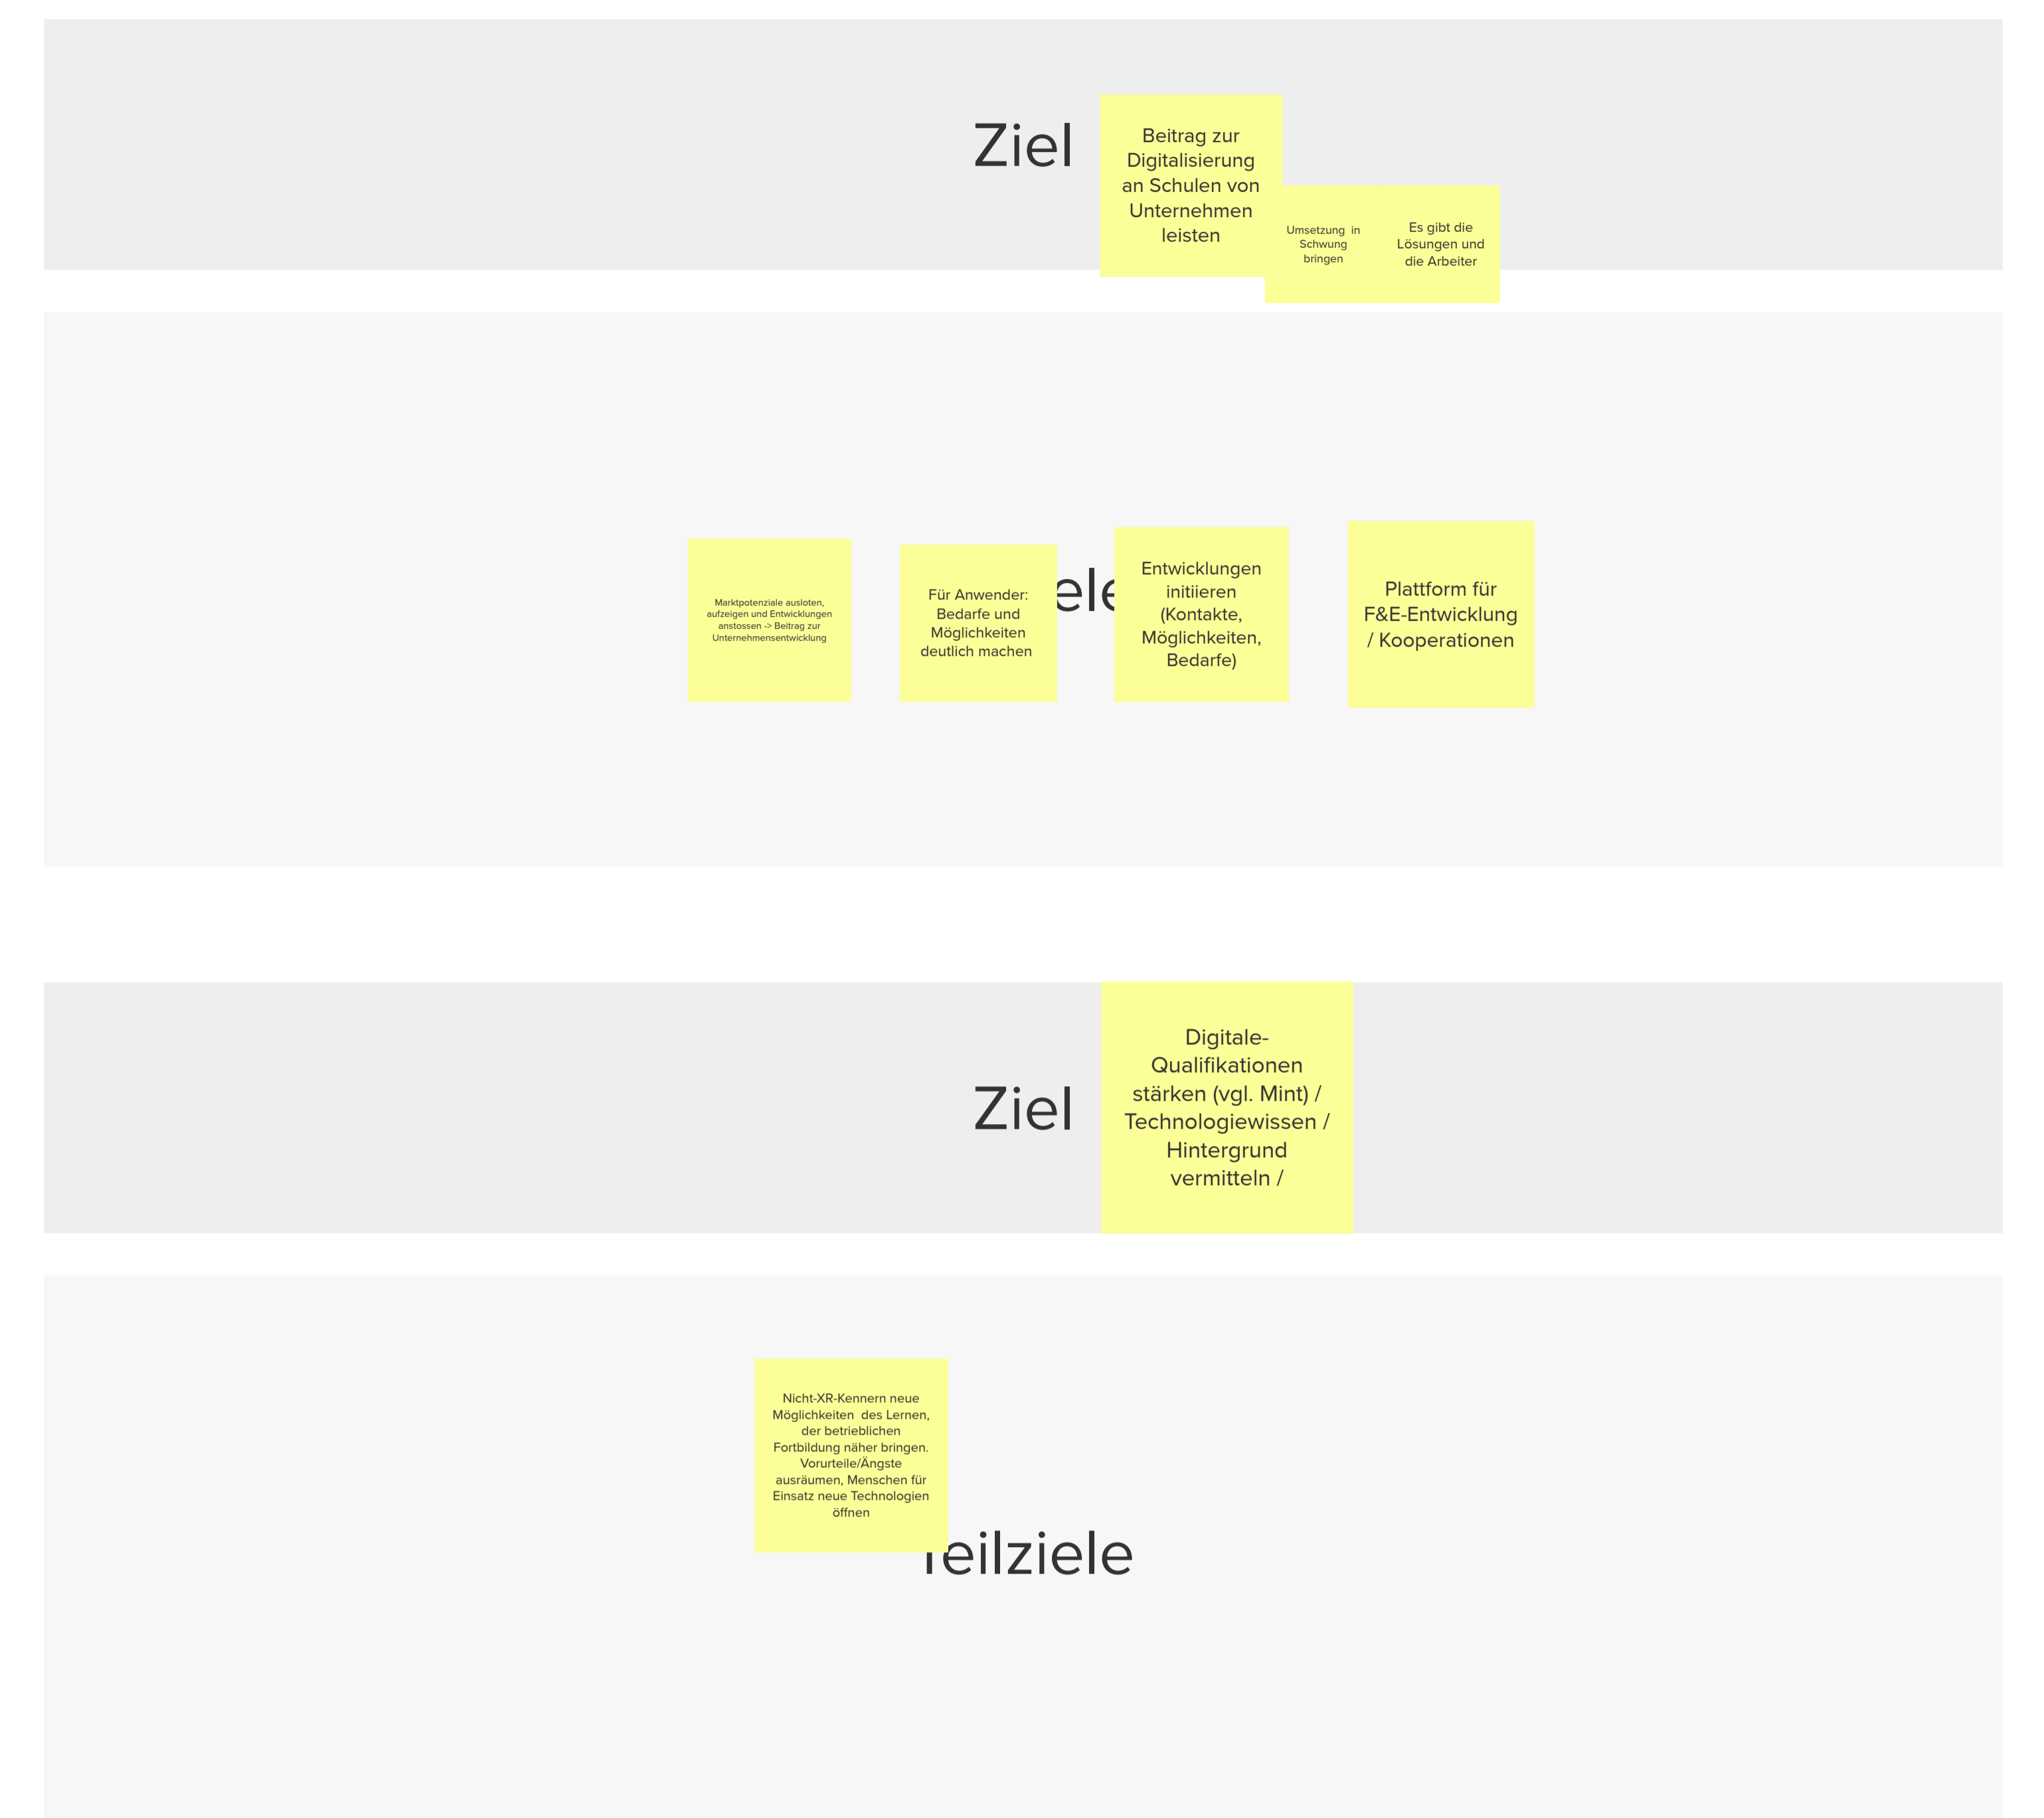 Ziel
Beitrag zur
Digitalisierung
an Schulen von
Unternehmen
leisten
Umsetzung in
Schwung
bringen
Es gibt die
Lösungen und
die Arbeiter
Marktpotenziale ausloten,
aufzeigen und Entwicklungen
anstossen -> Beitrag zur
Unternehmensentwicklung
Für Anwender:
Bedarfe und
Möglichkeiten
deutlich machen
Entwicklungen
initiieren
(Kontakte,
Möglichkeiten,
Bedarfe)
Plattform für
F&E-Entwicklung
/ Kooperationen
Ziel
Digitale-
Qualifikationen
stärken (vgl. Mint) /
Technologiewissen /
Hintergrund
vermitteln /
Nicht-XR-Kennern neue
Möglichkeiten des Lernen,
der betrieblichen
Fortbildung näher bringen.
Vorurteile/Ängste
ausräumen, Menschen für
Einsatz neue Technologien
öffnen
Teilziele